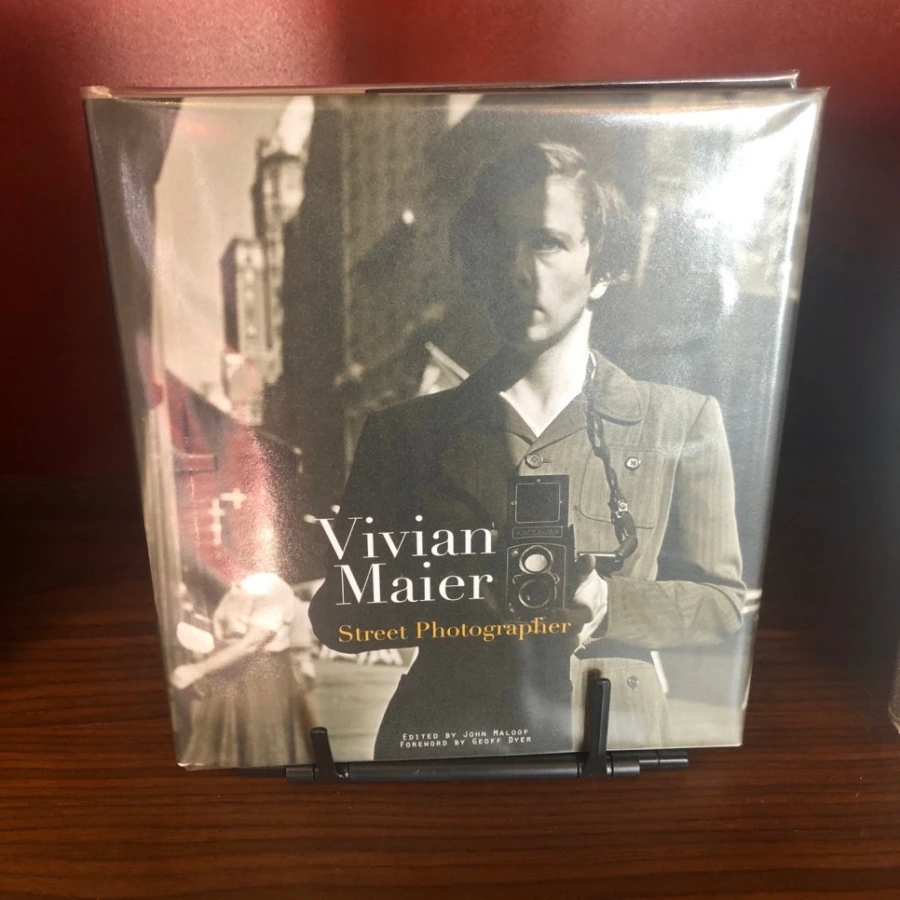 Vivian
Maier
Street Photographer
EDITED BY JOHN MALOOF
FOREWORD BY GEOFF DYER